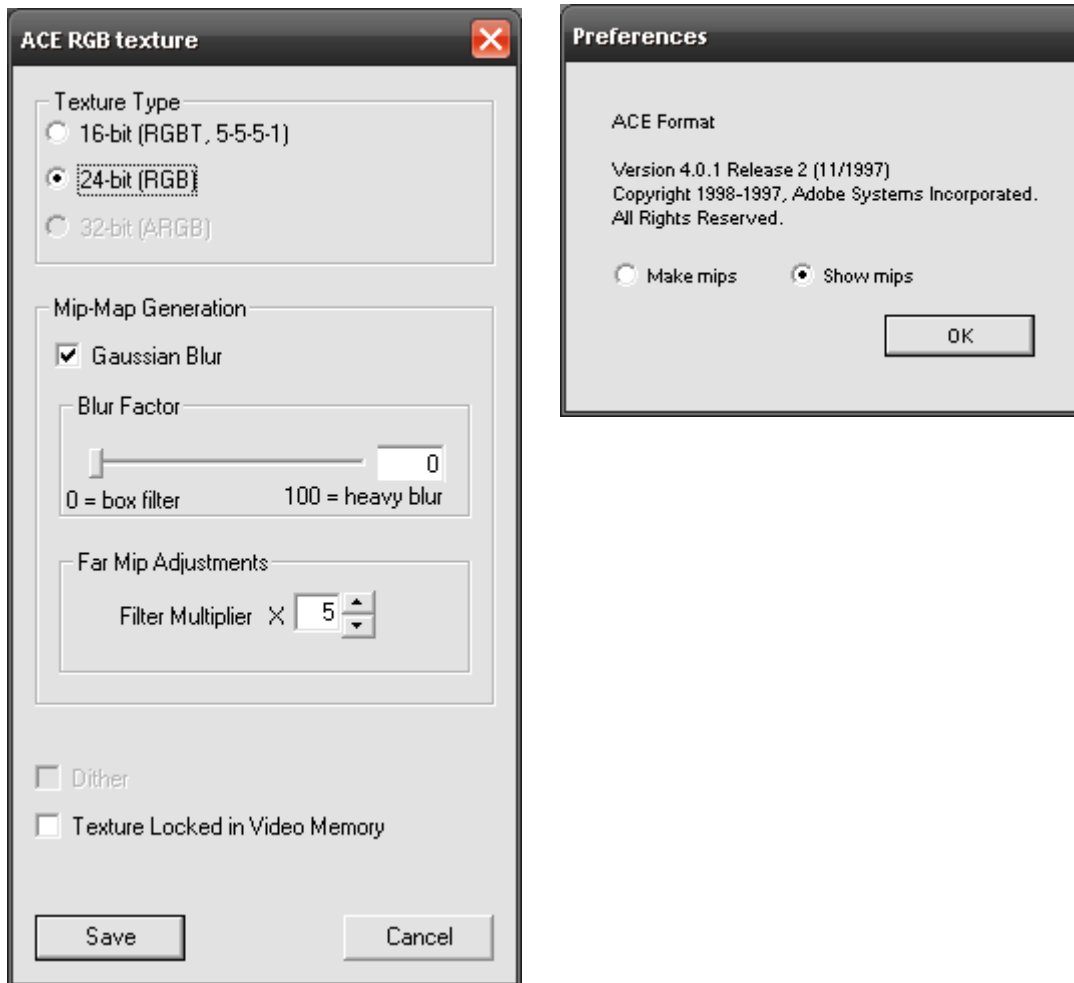 ACE RGB texture
Texture Type
16-bit (RGBT, 5-5-5-1)
24-bit (RGB)
32-bit (ARGB)
Mip-Map Generation
Gaussian Blur
Blur Factor
0
0 = box filter
100 = heavy blur
Far Mip Adjustments
Filter Multiplier X 5
Dither
Texture Locked in Video Memory
Save
Cancel
Preferences
ACE Format
Version 4.0.1 Release 2 (11/1997)
Copyright 1998-1997, Adobe Systems Incorporated.
All Rights Reserved.
Make mips
Show mips
OK